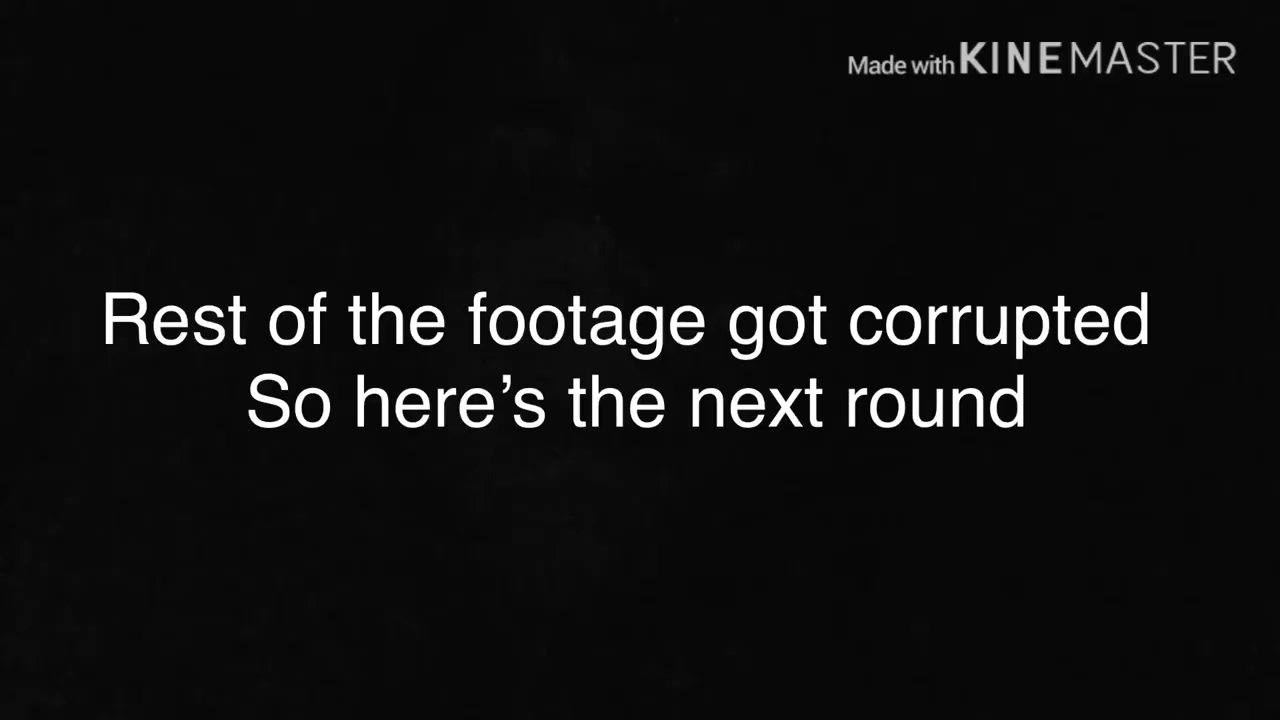 Made with KINEMASTER
Rest of the footage got corrupted
So here’s the next round